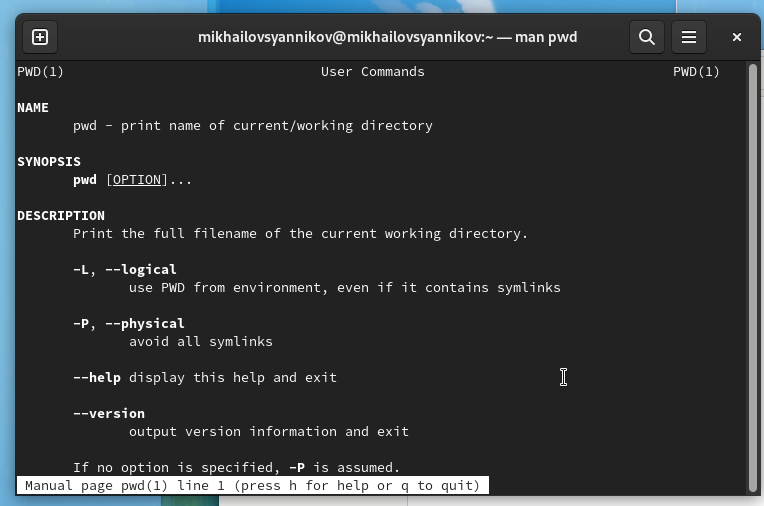 mikhailovsyannikov@mikhailovsyannikov:~ — man pwd
PWD(1) User Commands PWD(1)
NAME
pwd - print name of current/working directory
SYNOPSIS
pwd [OPTION]...
DESCRIPTION
Print the full filename of the current working directory.
-L, --logical
use PWD from environment, even if it contains symlinks
-P, --physical
avoid all symlinks
--help display this help and exit
--version
output version information and exit
If no option is specified, -P is assumed.
Manual page pwd(1) line 1 (press h for help or q to quit)